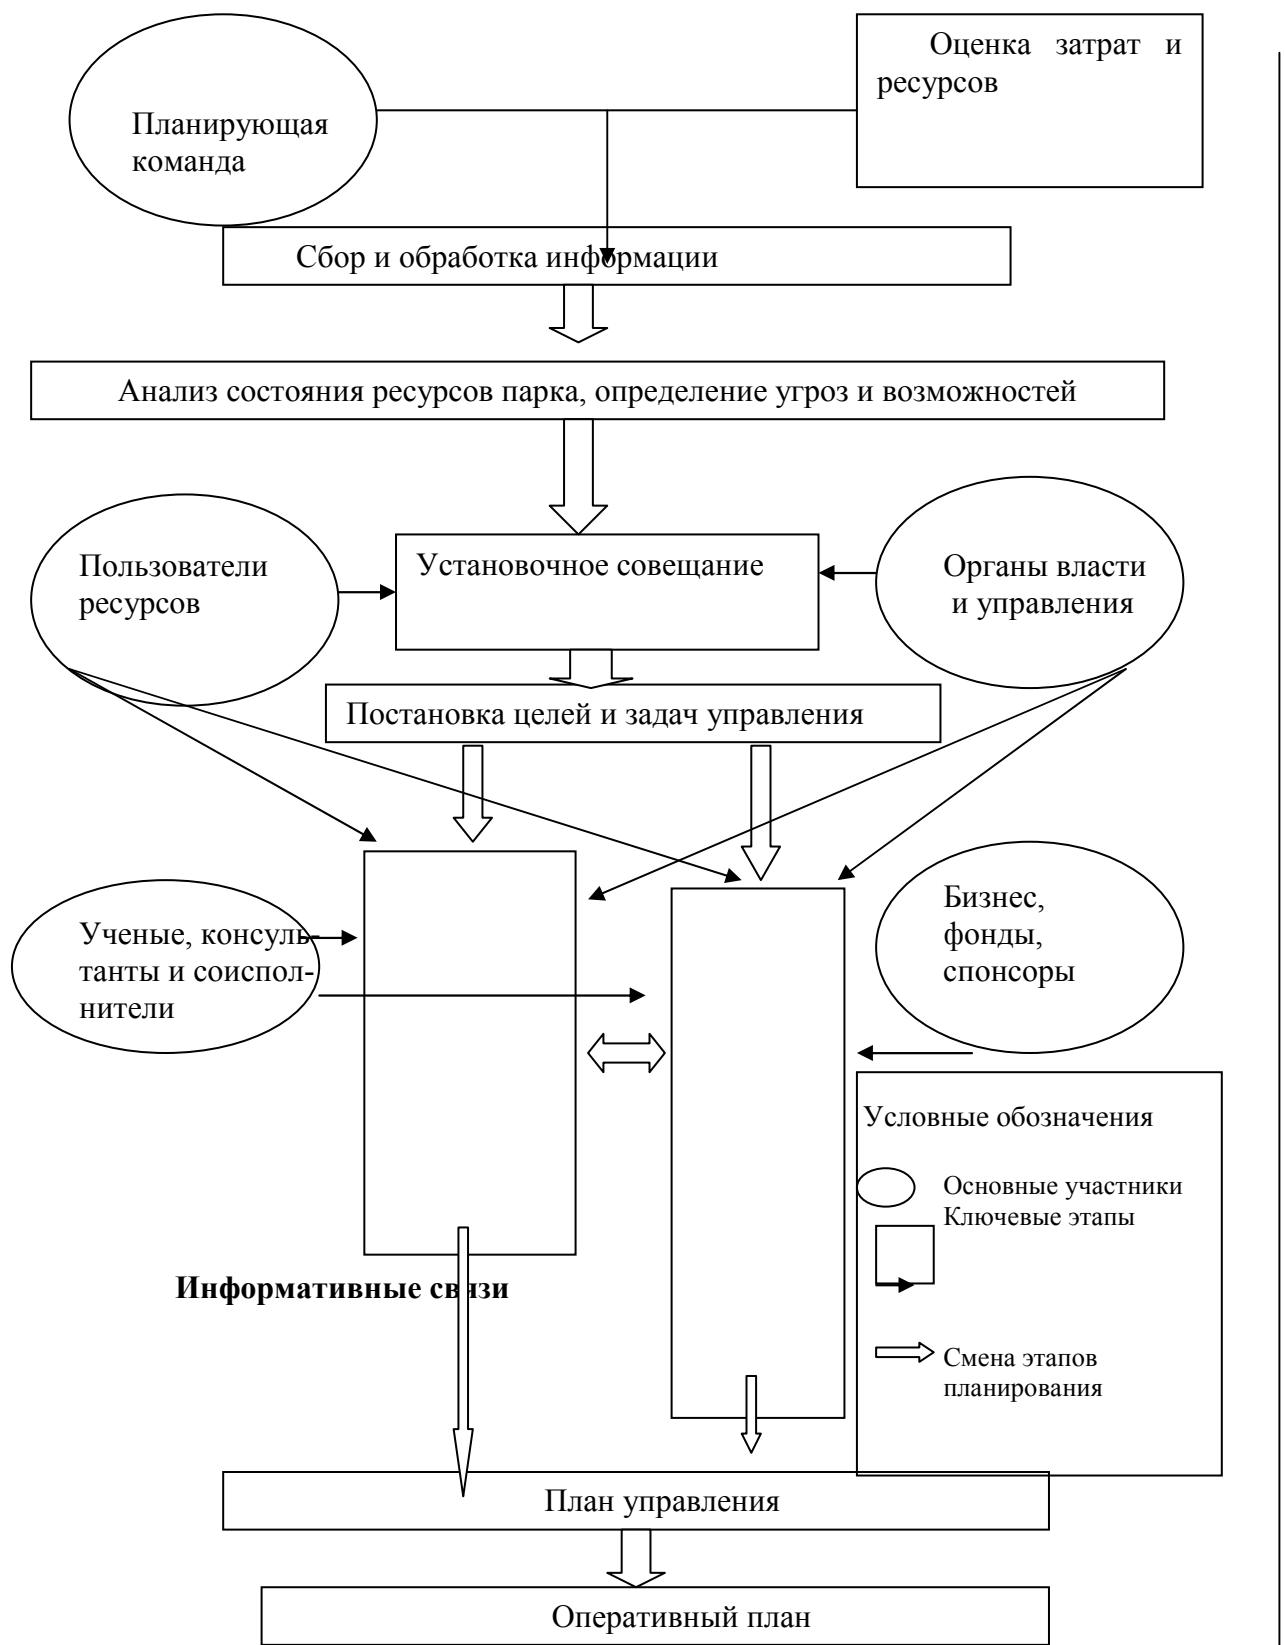 Оценка затрат и
ресурсов
Планирующая
команда
Сбор и обработка информации
Анализ состояния ресурсов парка, определение угроз и возможностей
Пользователи
ресурсов
Установочное совещание
Органы власти
и управления
Постановка целей и задач управления
Ученые, консуль-
танты и соиспол-
нители
Бизнес,
фонды,
спонсоры
Условные обозначения
Основные участники
Ключевые этапы
Информативные связи
Смена этапов
планирования
План управления
Оперативный план